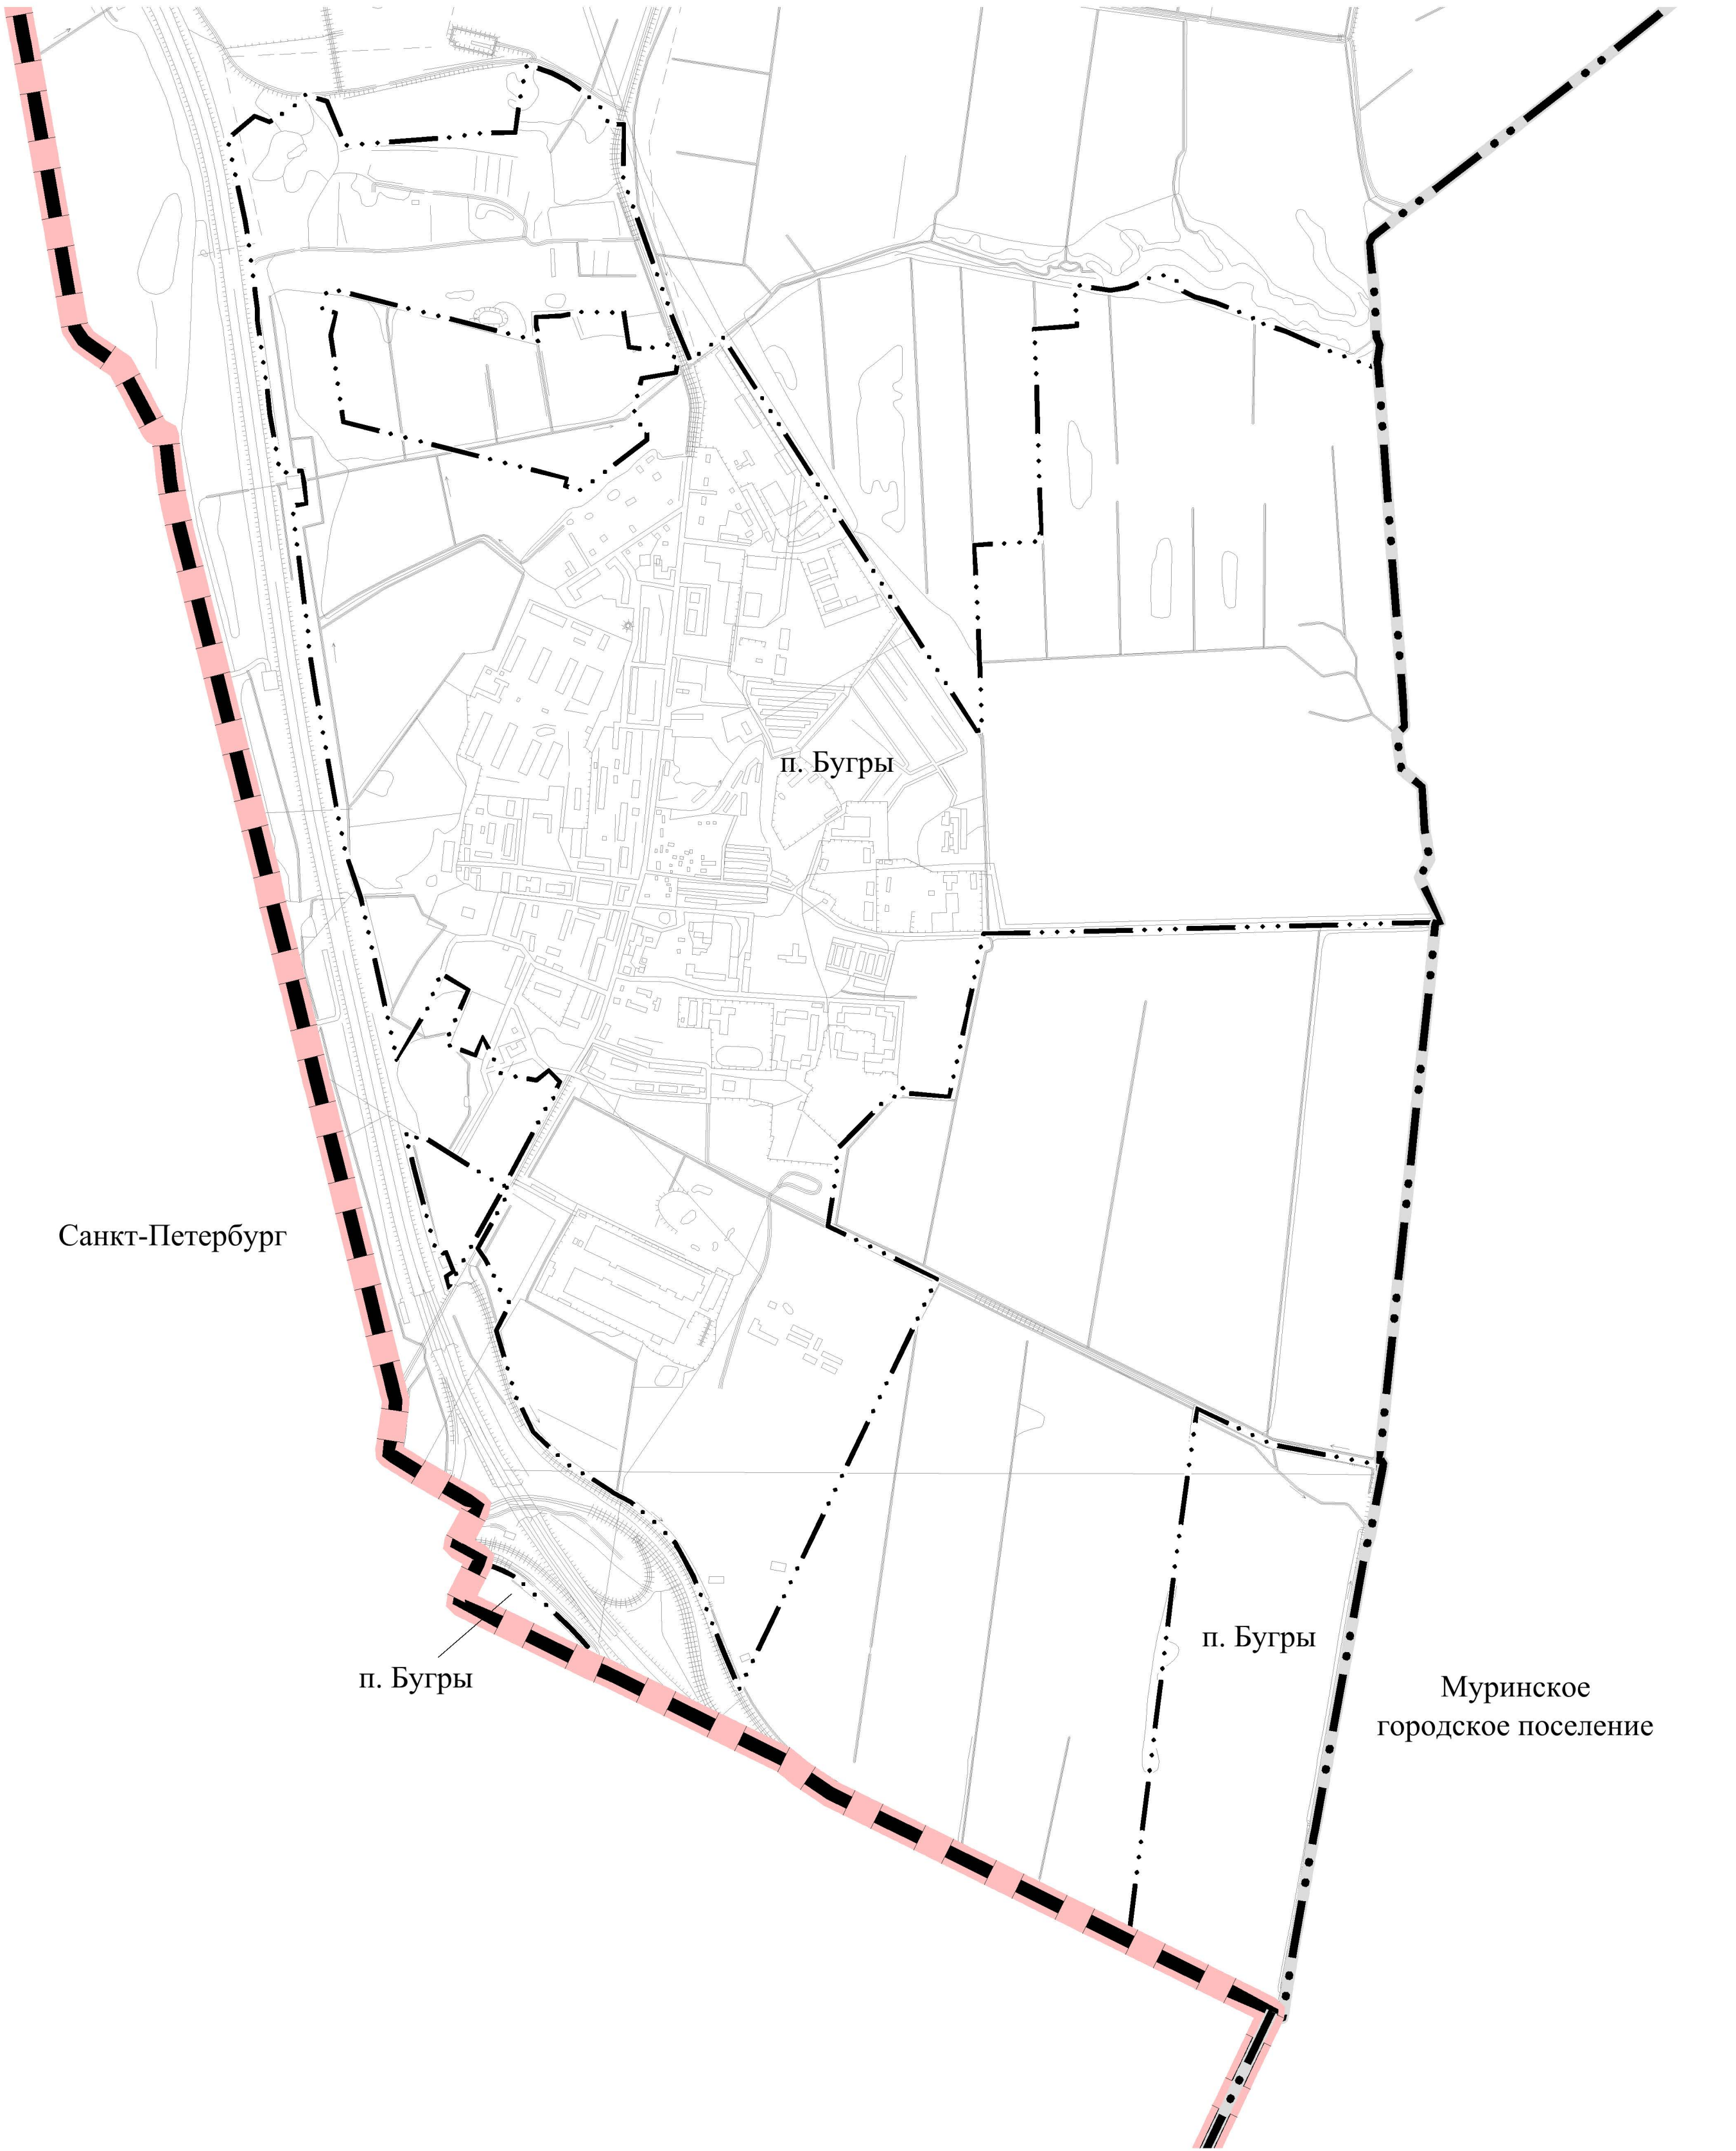 п. Бугры
Санкт-Петербург
п. Бугры
п. Бугры
Муринское
городское поселение